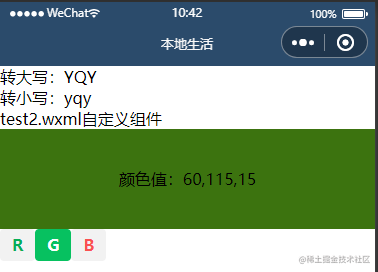 WeChat 10:42 100%
本地生活
转大写：YQY
转小写：yqy
test2.wxml自定义组件
颜色值：60,115,15
R G B
@稀土掘金技术社区